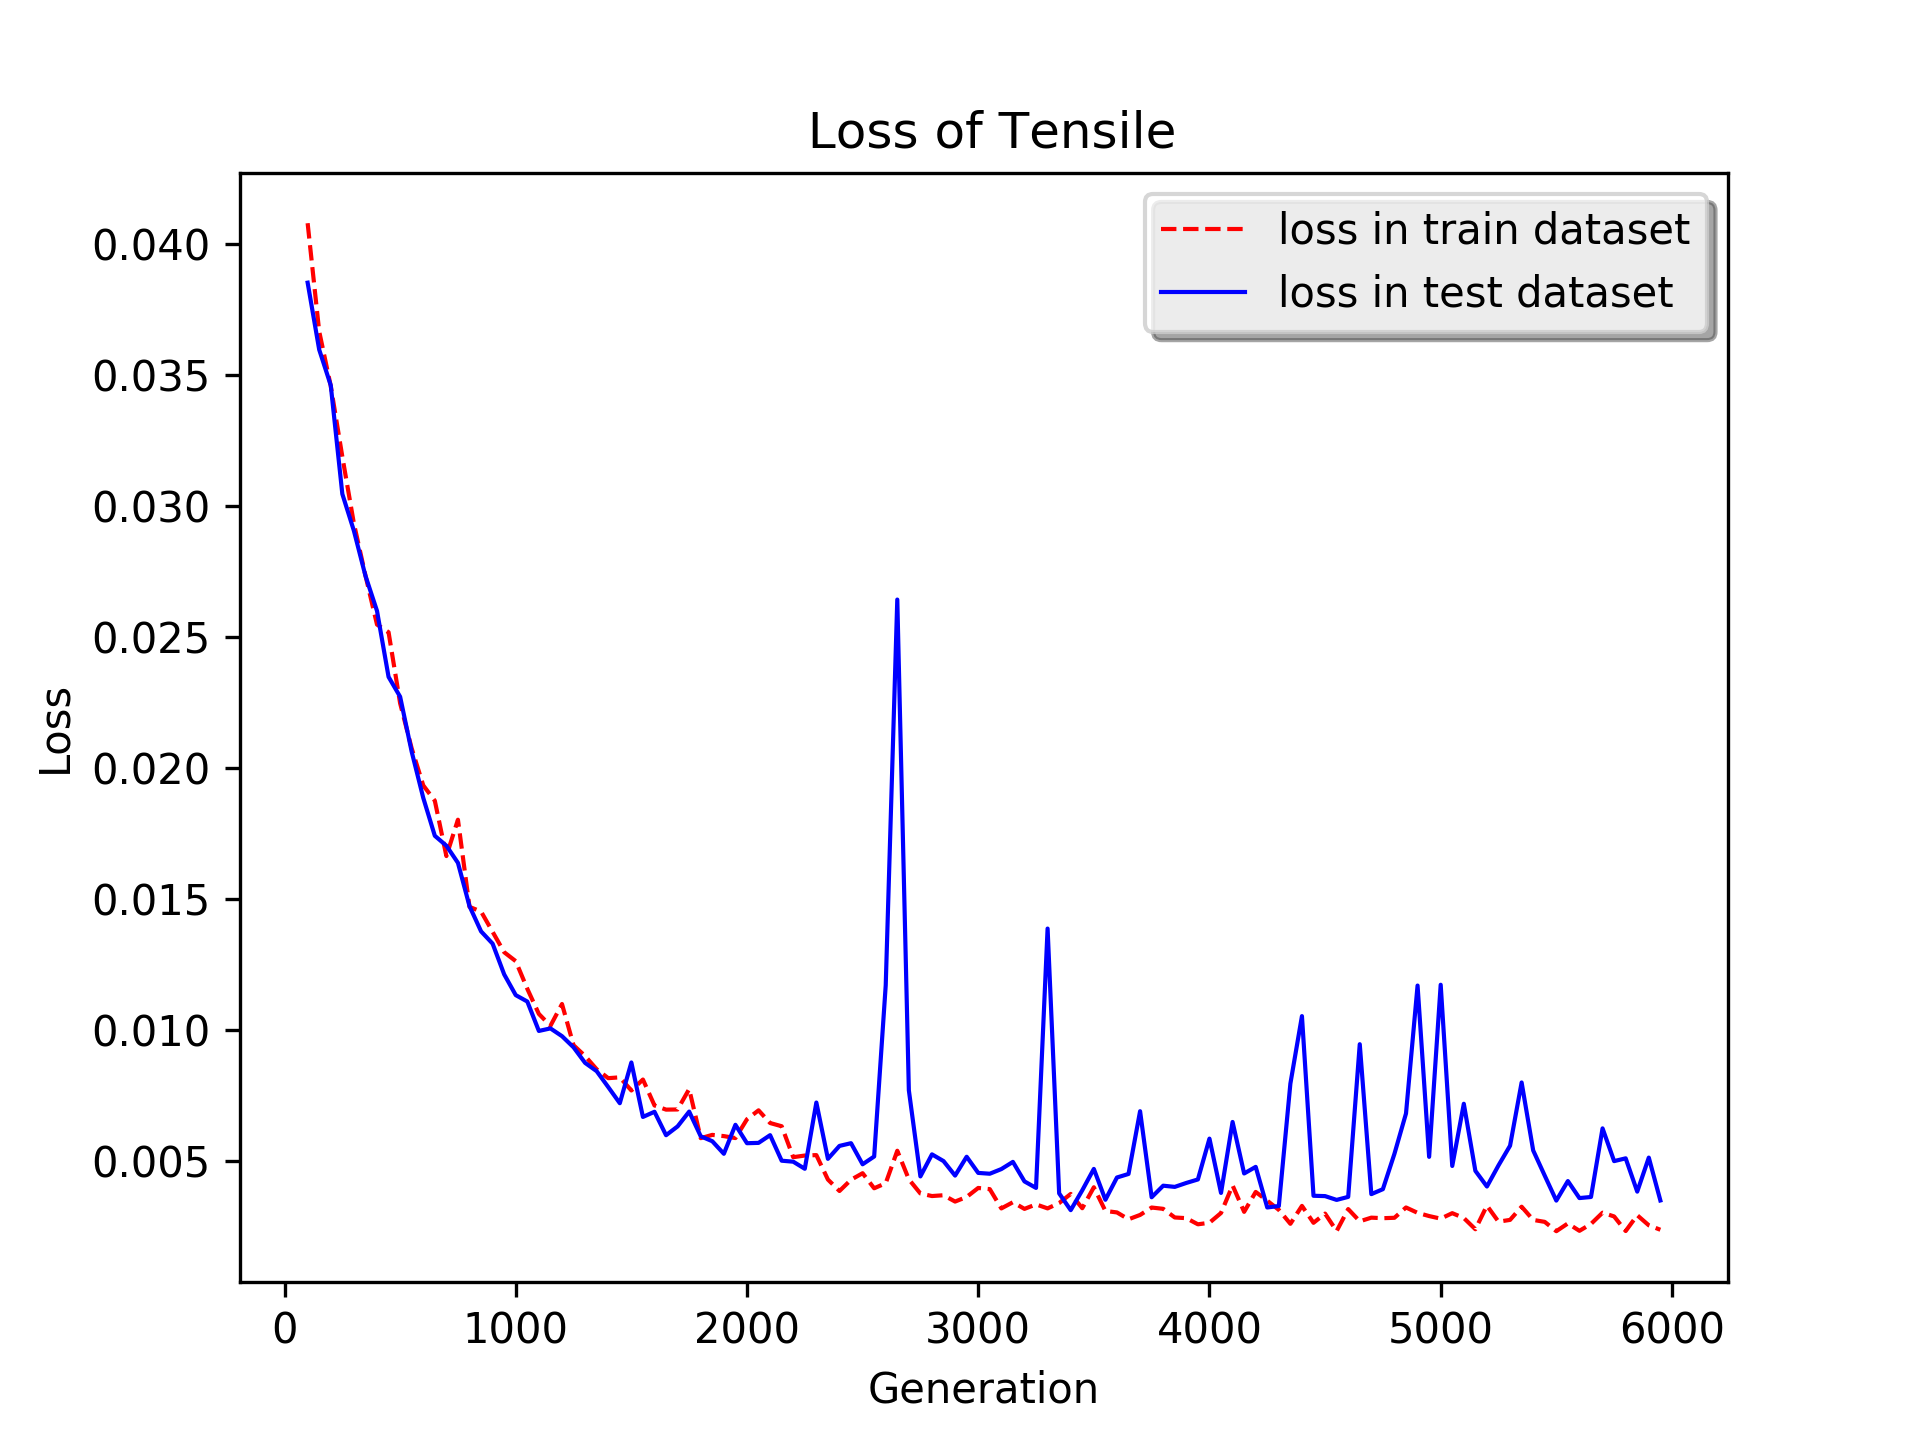 Loss of Tensile
loss in train dataset
loss in test dataset
0.040
0.035
0.030
0.025
0.020
0.015
0.010
0.005
Loss
0 1000 2000 3000 4000 5000 6000
Generation